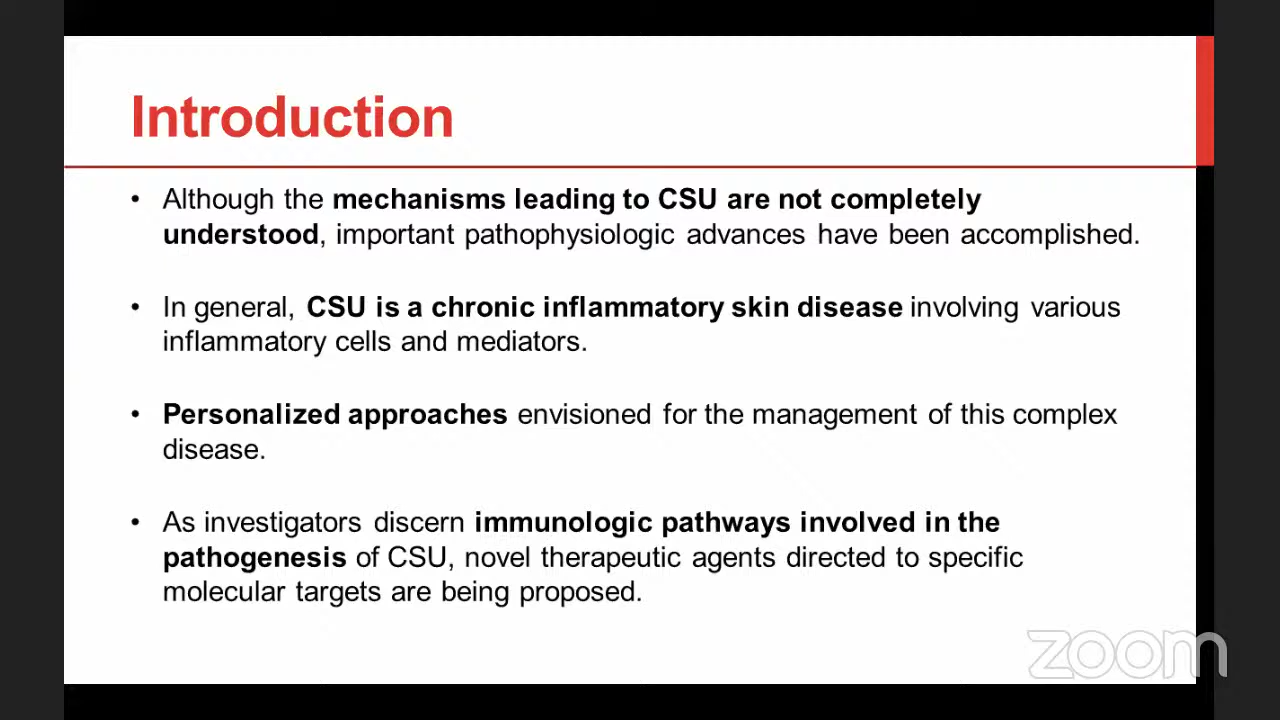 Introduction
• Although the mechanisms leading to CSU are not completely
understood, important pathophysiologic advances have been accomplished.
• In general, CSU is a chronic inflammatory skin disease involving various
inflammatory cells and mediators.
• Personalized approaches envisioned for the management of this complex
disease.
• As investigators discern immunologic pathways involved in the
pathogenesis of CSU, novel therapeutic agents directed to specific
molecular targets are being proposed.
zoom